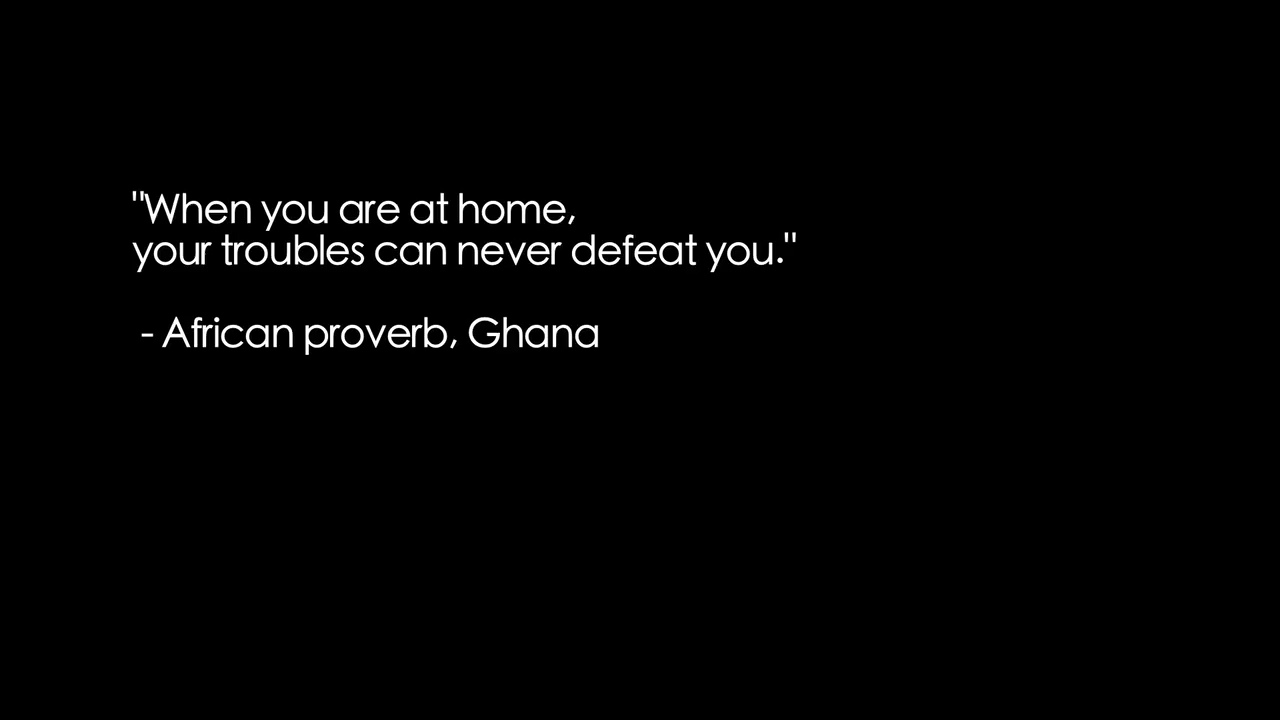 "When you are at home,
your troubles can never defeat you."
- African proverb, Ghana